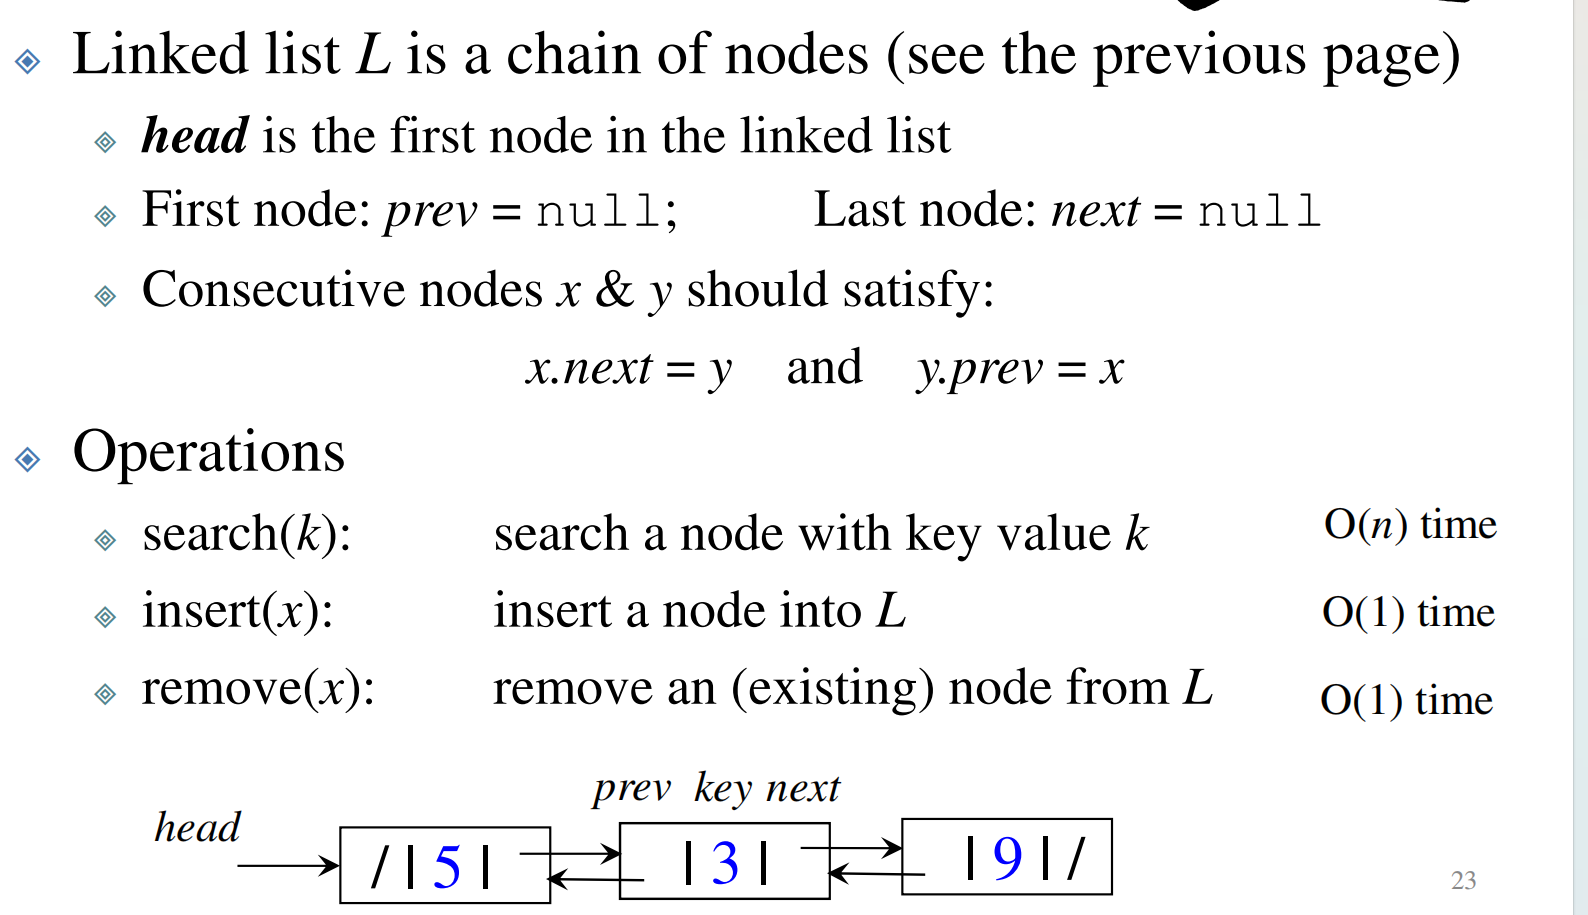 Linked list L is a chain of nodes (see the previous page)
head is the first node in the linked list
First node: prev = null; Last node: next = null
Consecutive nodes x & y should satisfy:
x.next = y and y.prev = x
Operations
search(k): search a node with key value k O(n) time
insert(x): insert a node into L O(1) time
remove(x): remove an (existing) node from L O(1) time
prev key next
head
/ | 5 | | 3 | | 9 | /
23